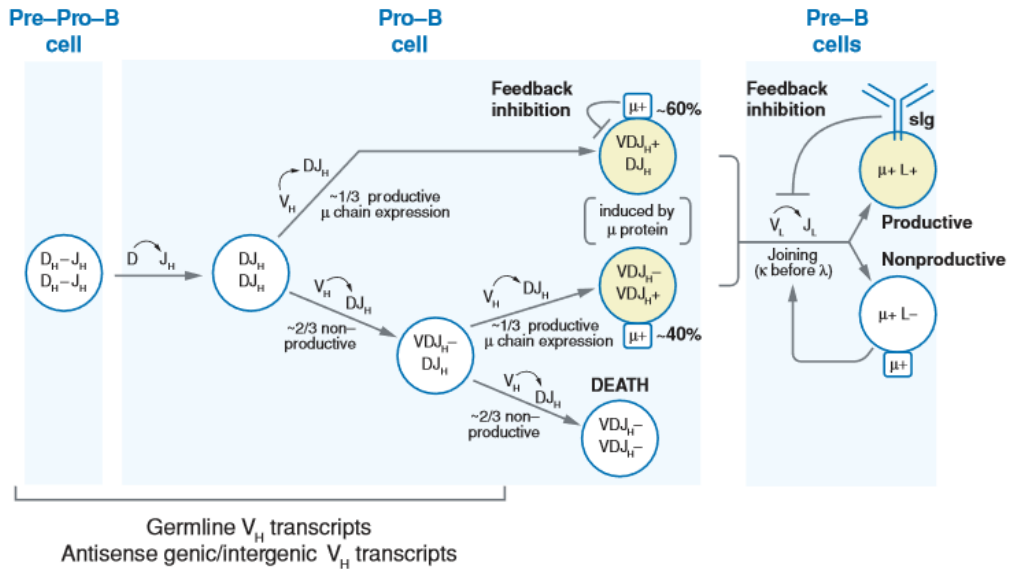 Pre–Pro–B
cell
Pro–B
cell
Pre–B
cells
D_H–J_H
D_H–J_H
D J_H
DJ_H
DJ_H
V_H DJ_H
~1/3 productive
μ chain expression
Feedback
inhibition
μ+ ~60%
VDJ_H+
DJ_H
induced by
μ protein
V_H DJ_H
~2/3 non–
productive
VDJ_H–
DJ_H
V_H DJ_H
~1/3 productive
μ chain expression
VDJ_H–
VDJ_H+
μ+ ~40%
V_H DJ_H
~2/3 non–
productive
DEATH
VDJ_H–
VDJ_H–
Feedback
inhibition
sIg
μ+ L+
Productive
V_L J_L
Joining
(κ before λ)
Nonproductive
μ+ L–
μ+
Germline V_H transcripts
Antisense genic/intergenic V_H transcripts